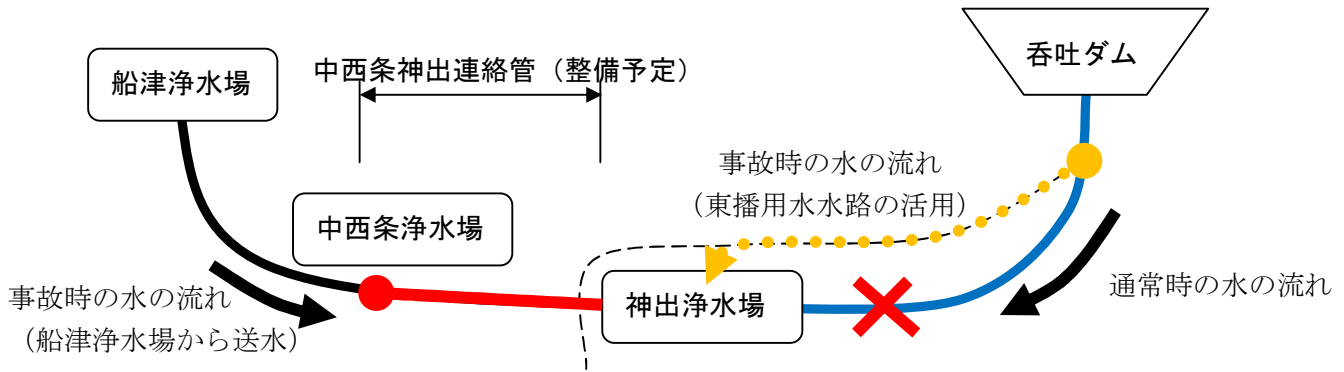 船津浄水場
中西条神出連絡管（整備予定）
呑吐ダム
事故時の水の流れ
（東播用水水路の活用）
中西条浄水場
事故時の水の流れ
（船津浄水場から送水）
神出浄水場
通常時の水の流れ